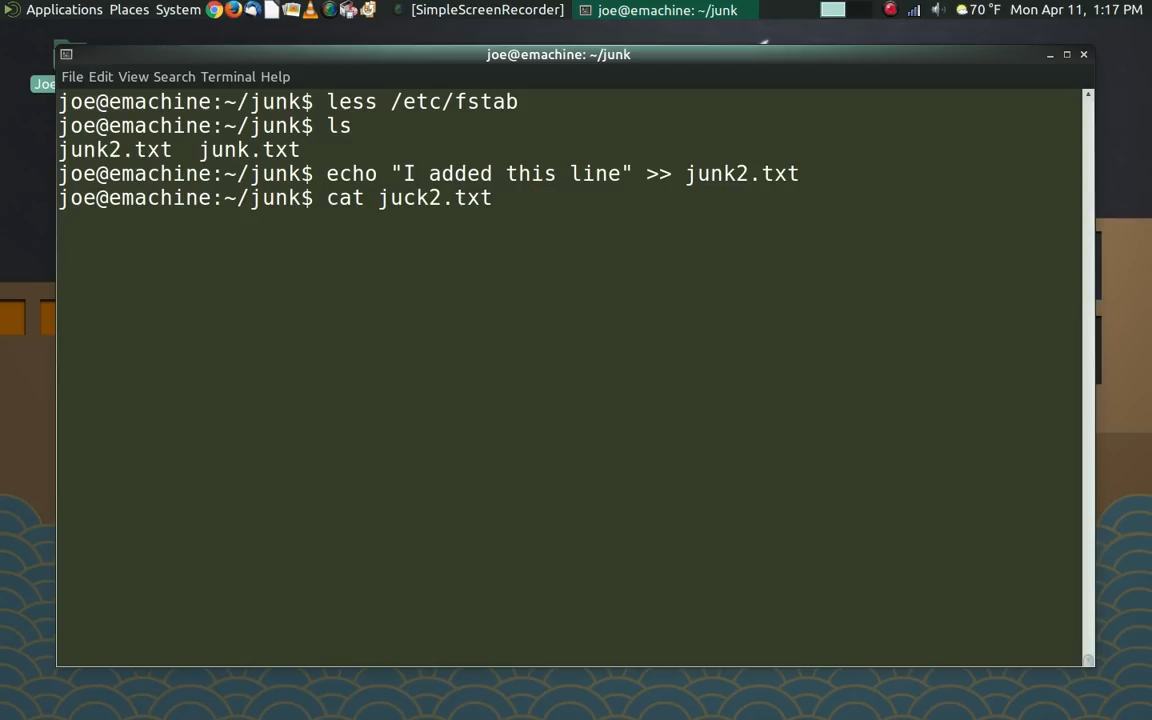 Applications Places System [SimpleScreenRecorder] joe@emachine: ~/junk 70 °F Mon Apr 11, 1:17 PM
Joe
joe@emachine: ~/junk
File Edit View Search Terminal Help
joe@emachine:~/junk$ less /etc/fstab
joe@emachine:~/junk$ ls
junk2.txt  junk.txt
joe@emachine:~/junk$ echo "I added this line" >> junk2.txt
joe@emachine:~/junk$ cat juck2.txt